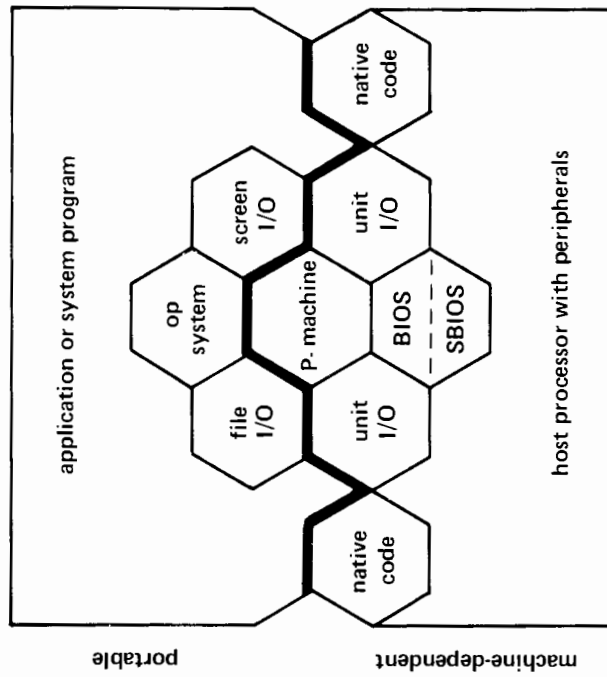 application or system program
op
system
file
I/O
screen
I/O
P- machine
native
code
unit
I/O
BIOS
SBIOS
unit
I/O
native
code
host processor with peripherals
portable
machine-dependent